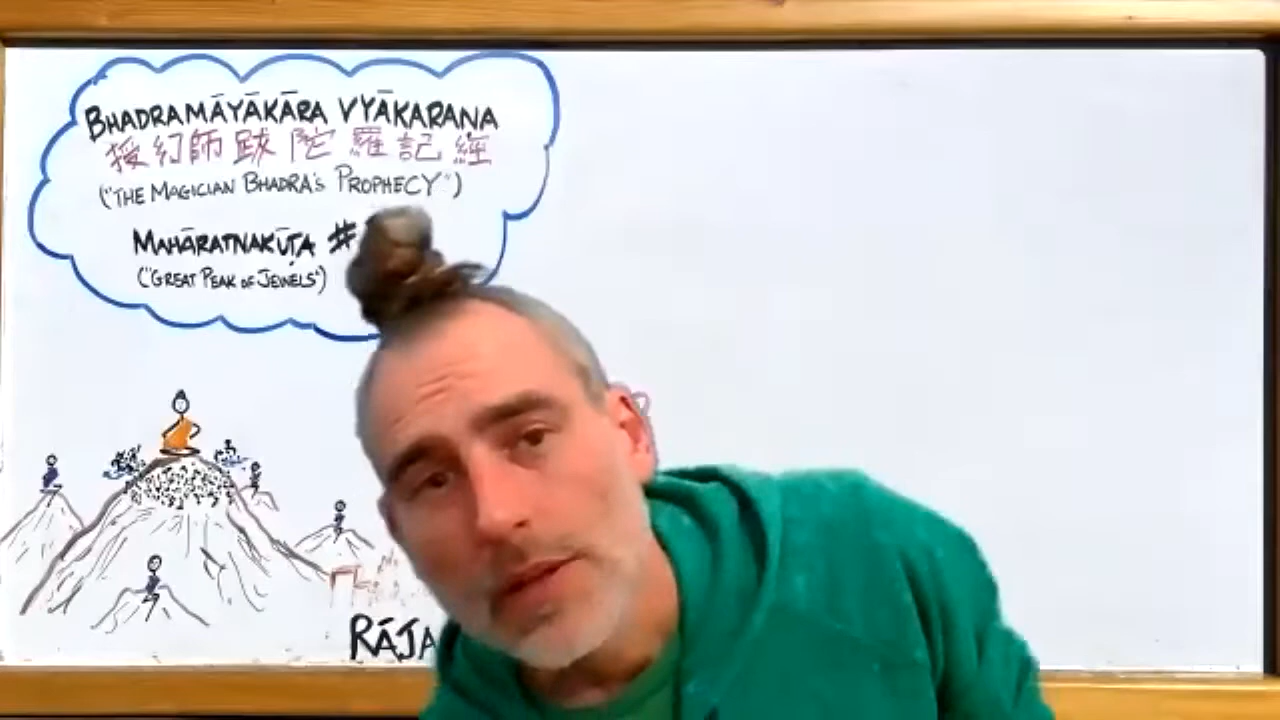 BHADRAMĀYĀKĀRA VYĀKARANA
授幻師跋陀羅記經
("THE MAGICIAN BHADRA'S PROPHECY")
MAHĀRATNAKŪṬA #
("GREAT PEAK OF JEWELS")
RĀJA